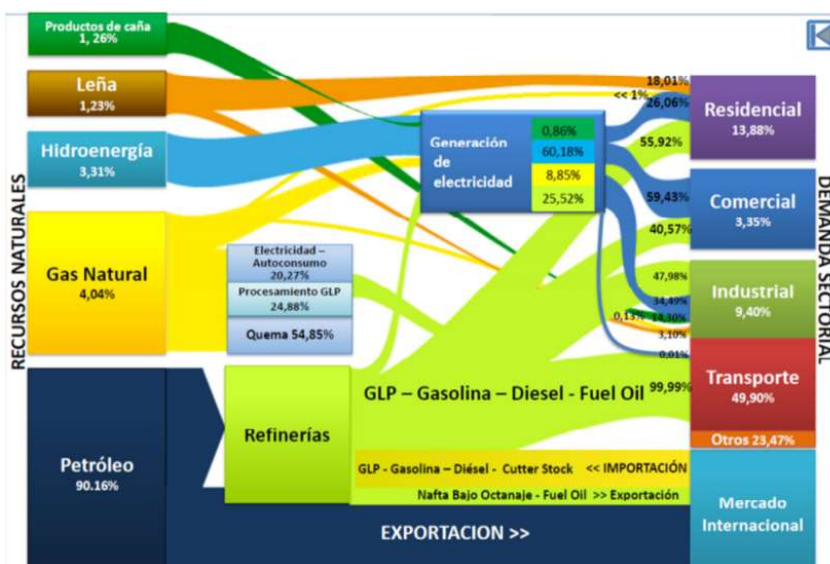 RECURSOS NATURALES
Productos de caña
1, 26%
Leña
1,23%
Hidroenergía
3,31%
Gas Natural
4,04%
Petróleo
90.16%
Electricidad –
Autoconsumo
20,27%
Procesamiento GLP
24,88%
Quema 54,85%
Refinerías
Generación
de
electricidad
0,86%
60,18%
8,85%
25,52%
GLP – Gasolina – Diesel - Fuel Oil
GLP - Gasolina – Diésel - Cutter Stock << IMPORTACIÓN
Nafta Bajo Octanaje - Fuel Oil >> Exportación
EXPORTACION >>
18,01%
<< 1%
26,06%
55,92%
59,43%
40,57%
47,98%
34,49%
0,13%
14,30%
3,10%
0,01%
99,99%
Residencial
13,88%
Comercial
3,35%
Industrial
9,40%
Transporte
49,90%
Otros 23,47%
Mercado
Internacional
DEMANDA SECTORIAL